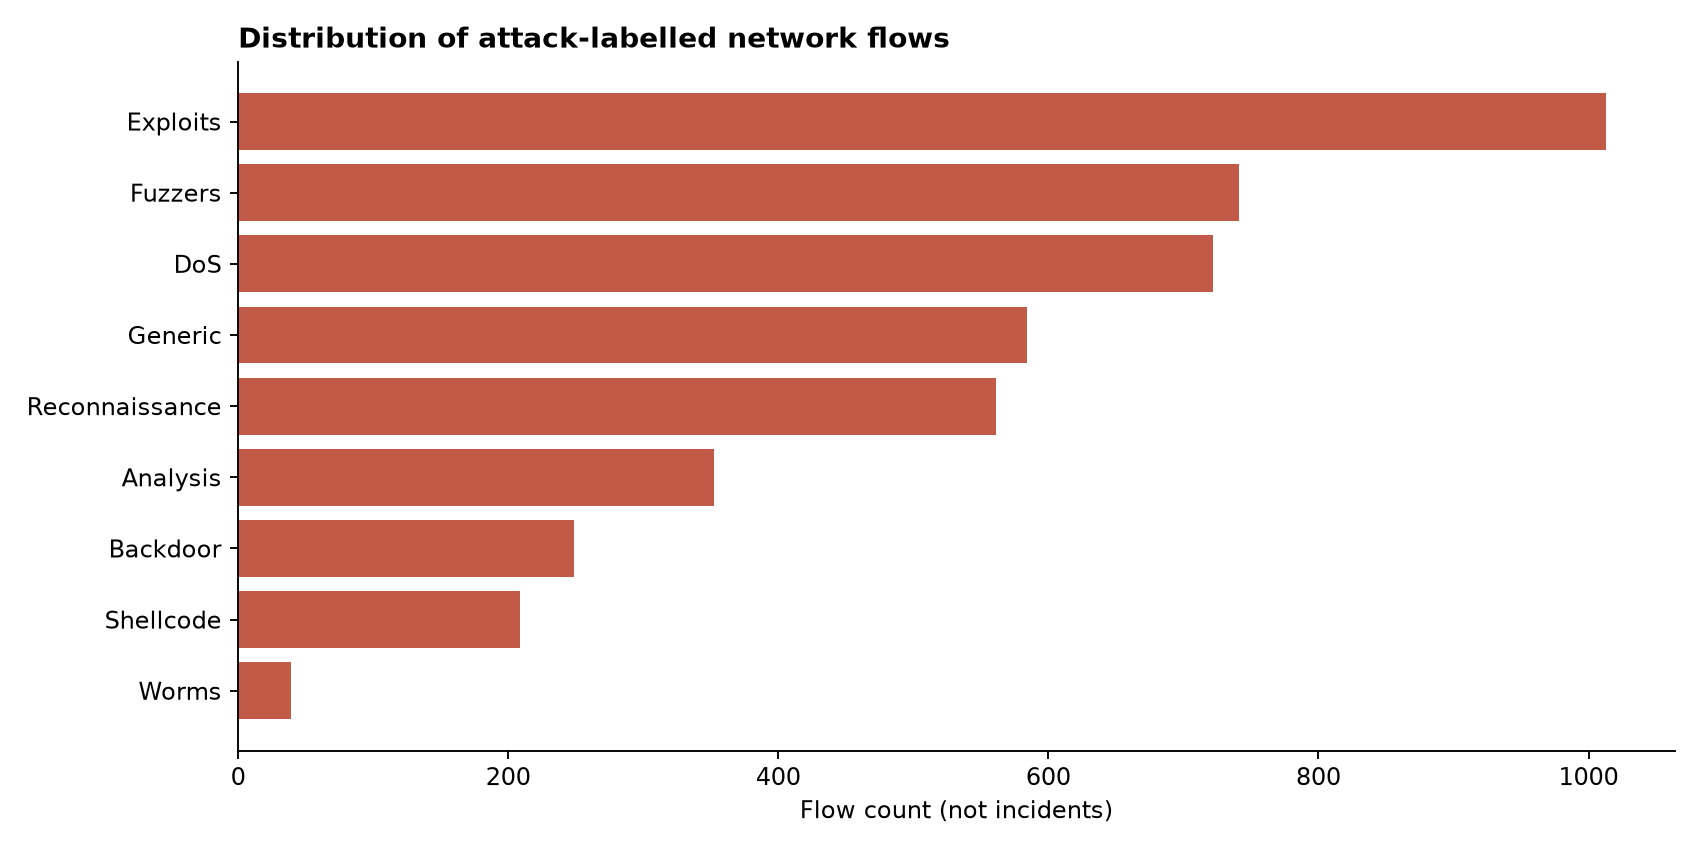 Distribution of attack-labelled network flows
Exploits
Fuzzers
DoS
Generic
Reconnaissance
Analysis
Backdoor
Shellcode
Worms
0 200 400 600 800 1000
Flow count (not incidents)